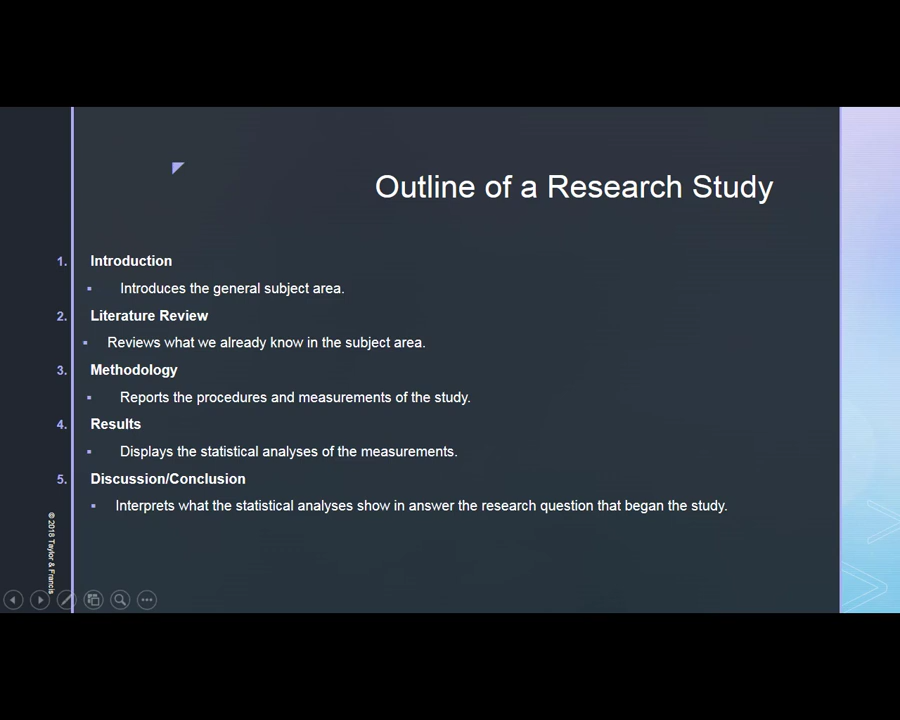 Outline of a Research Study
1. Introduction
▪ Introduces the general subject area.
2. Literature Review
▪ Reviews what we already know in the subject area.
3. Methodology
▪ Reports the procedures and measurements of the study.
4. Results
▪ Displays the statistical analyses of the measurements.
5. Discussion/Conclusion
▪ Interprets what the statistical analyses show in answer the research question that began the study.
© 2018 Taylor & Francis